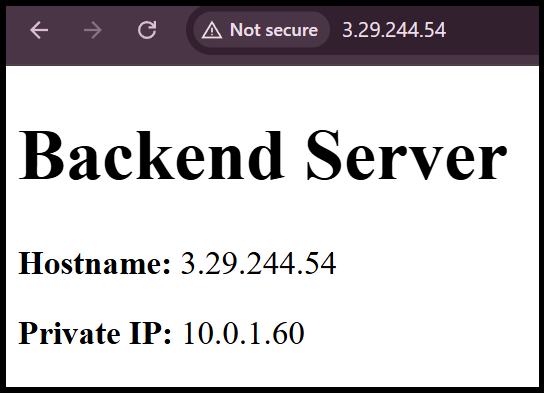 Not secure 3.29.244.54
Backend Server
Hostname: 3.29.244.54
Private IP: 10.0.1.60